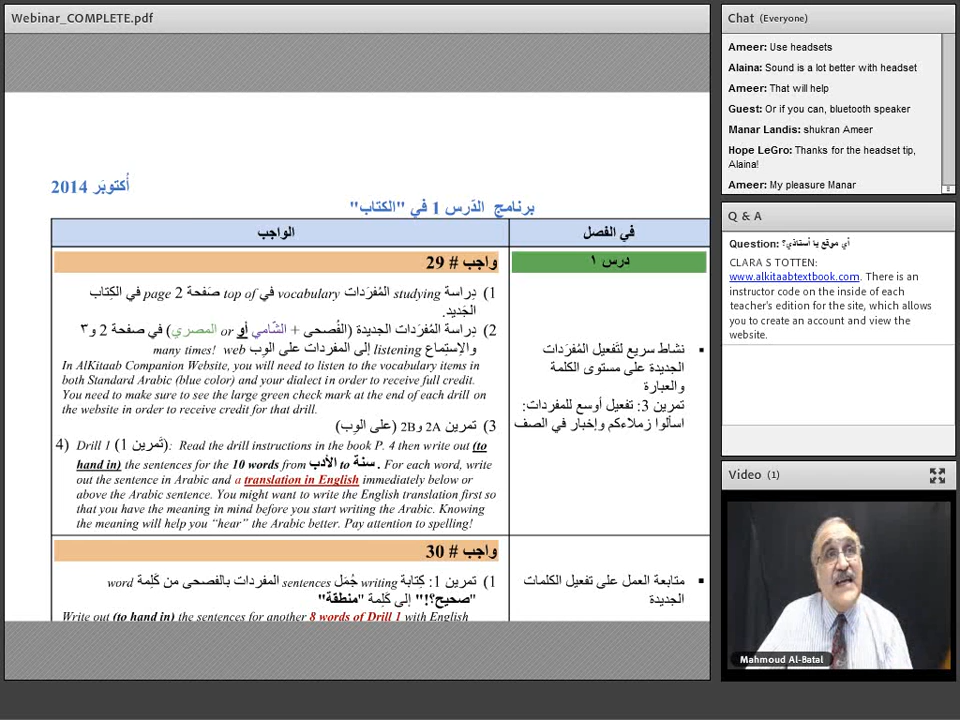 Webinar_COMPLETE.pdf
أُكتوبَر 2014
برنامج الدّرس 1 في "الكتاب"
في الفصل
الواجب
درس ١
واجب # 29
▪ نشاط سريع لتَفعيل المُفرَدات
الجديدة على مستوى الكلمة
والعبارة
تمرين 3: تفعيل أوسع للمفردات:
اسألوا زملاءكم وإخبار في الصف
1) دِراسة studying المُفرَدات vocabulary في top of صَفحة 2 page في الكِتاب
الجَديد.
2) دِراسة المُفرَدات الجديدة (الفُصحى + الشّامي أو or المصري) في صفحة 2 و٣
والاِستِماع listening إلى المفردات على الوِب web many times!
In AlKitaab Companion Website, you will need to listen to the vocabulary items in
both Standard Arabic (blue color) and your dialect in order to receive full credit.
You need to make sure to see the large green check mark at the end of each drill on
the website in order to receive credit for that drill.
3) تمرين 2A و2B (على الوِب)
4) Drill 1 (تَمرين 1): Read the drill instructions in the book P. 4 then write out (to
hand in) the sentences for the 10 words from سنة to الأدب . For each word, write
out the sentence in Arabic and a translation in English immediately below or
above the Arabic sentence. You might want to write the English translation first so
that you have the meaning in mind before you start writing the Arabic. Knowing
the meaning will help you “hear” the Arabic better. Pay attention to spelling!
واجب # 30
▪ متابعة العمل على تفعيل الكلمات
الجديدة
1) تمرين 1: كِتابة writing جُمَل sentences المفردات بالفصحى من كَلِمة word
"صحيح؟!" إلى كَلِمة "منطقة"
Write out (to hand in) the sentences for another 8 words of Drill 1 with English
Chat (Everyone)
Ameer: Use headsets
Alaina: Sound is a lot better with headset
Ameer: That will help
Guest: Or if you can, bluetooth speaker
Manar Landis: shukran Ameer
Hope LeGro: Thanks for the headset tip,
Alaina!
Ameer: My pleasure Manar
Q & A
Question: أي موقع يا أستاذي؟
CLARA S TOTTEN:
www.alkitaabtextbook.com. There is an
instructor code on the inside of each
teacher's edition for the site, which allows
you to create an account and view the
website.
Video (1)
Mahmoud Al-Batal